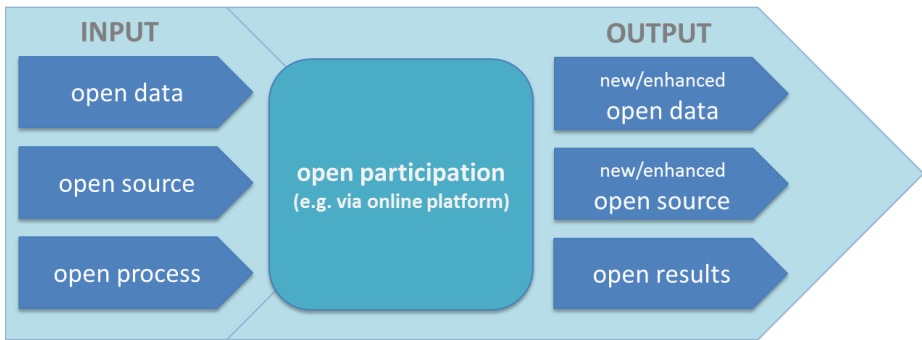 INPUT
open data
open source
open process
open participation
(e.g. via online platform)
OUTPUT
new/enhanced
open data
new/enhanced
open source
open results